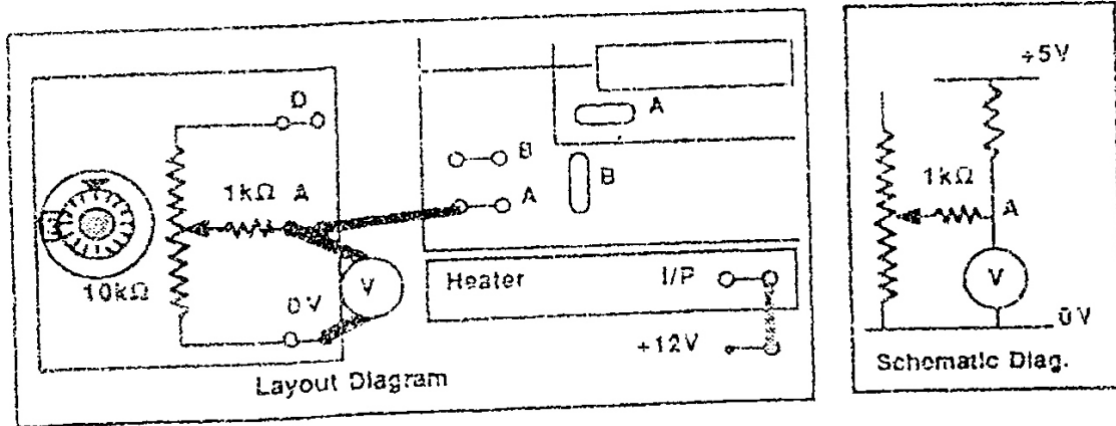 D
A
B
B
1kΩ A
A
10kΩ
0V
V
Heater
I/P
+12V
Layout Diagram
+5V
1kΩ
A
V
0V
Schematic Diag.